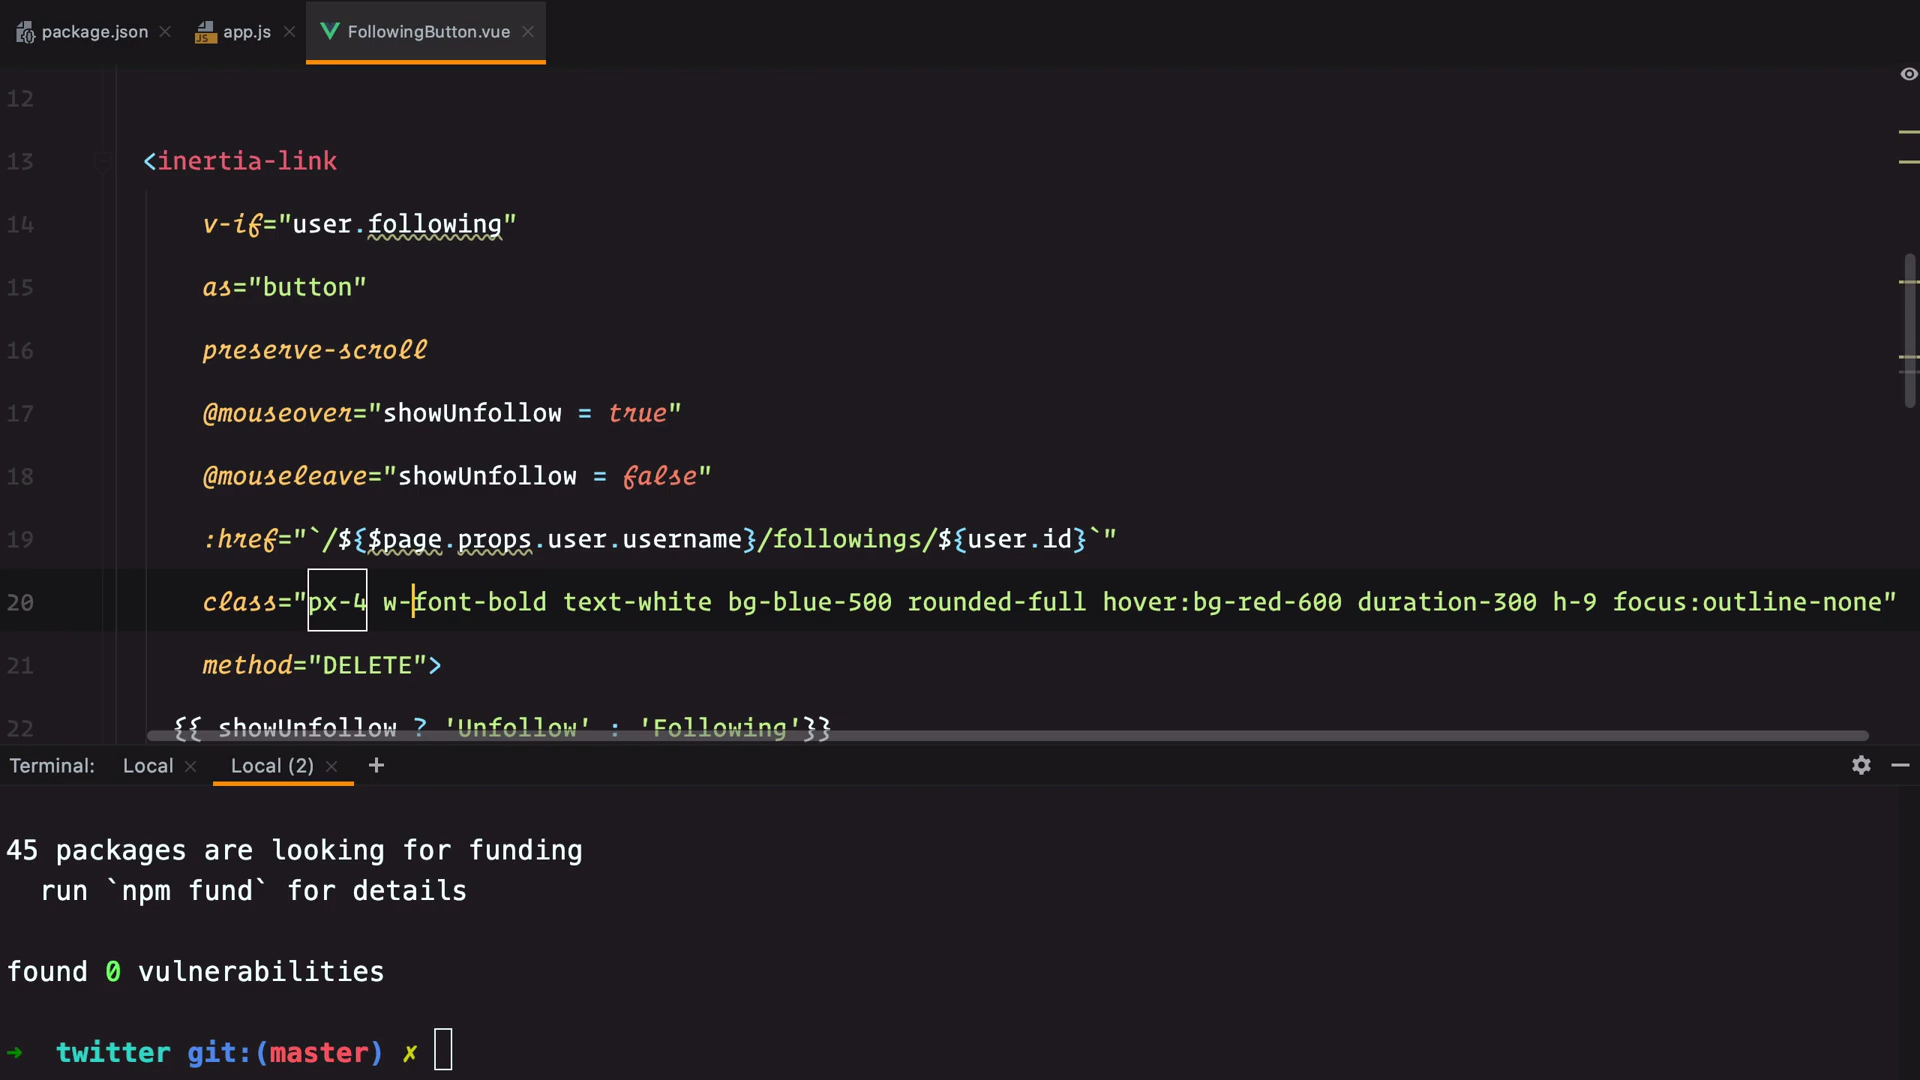 package.json
app.js
FollowingButton.vue
12
13 <inertia-link
14 v-if="user.following"
15 as="button"
16 preserve-scroll
17 @mouseover="showUnfollow = true"
18 @mouseleave="showUnfollow = false"
19 :href="`/${$page.props.user.username}/followings/${user.id}`"
20 class="px-4 w-font-bold text-white bg-blue-500 rounded-full hover:bg-red-600 duration-300 h-9 focus:outline-none"
21 method="DELETE">
22 {{ showUnfollow ? 'Unfollow' : 'Following'}}
Terminal: Local Local (2) +
45 packages are looking for funding
run `npm fund` for details
found 0 vulnerabilities
➜ twitter git:(master) ✗